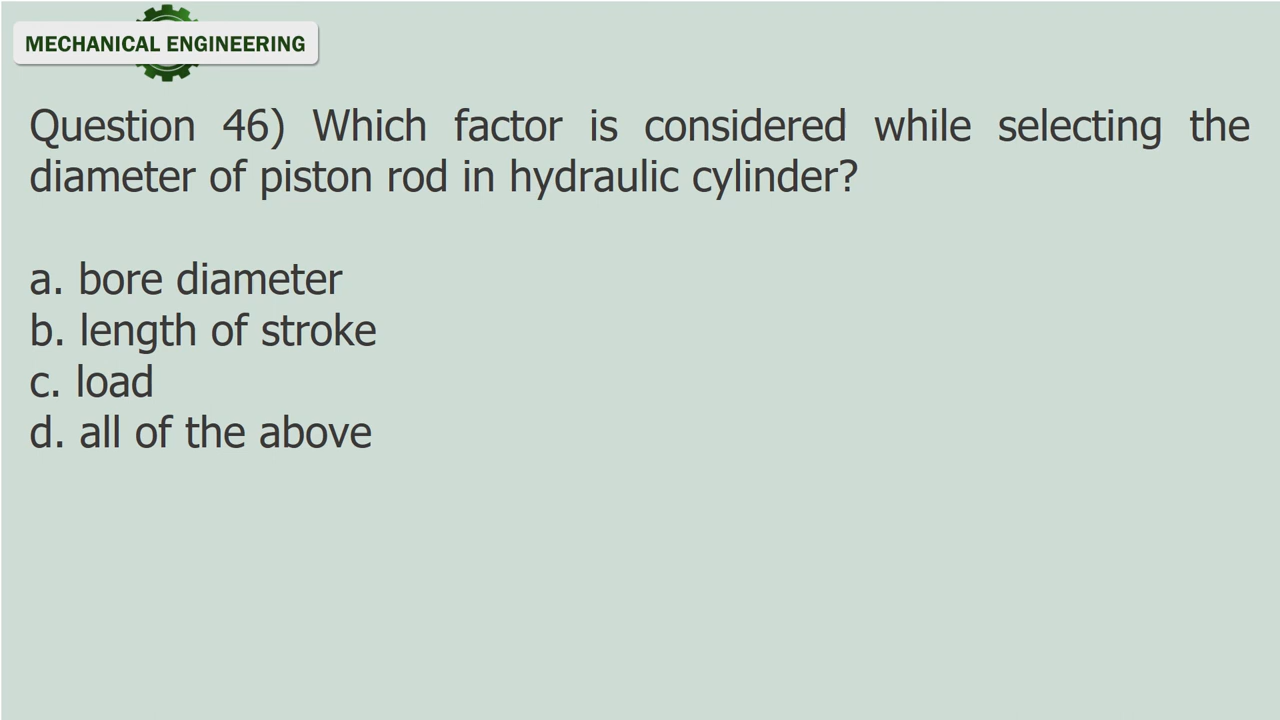 MECHANICAL ENGINEERING
Question 46) Which factor is considered while selecting the
diameter of piston rod in hydraulic cylinder?
a. bore diameter
b. length of stroke
c. load
d. all of the above